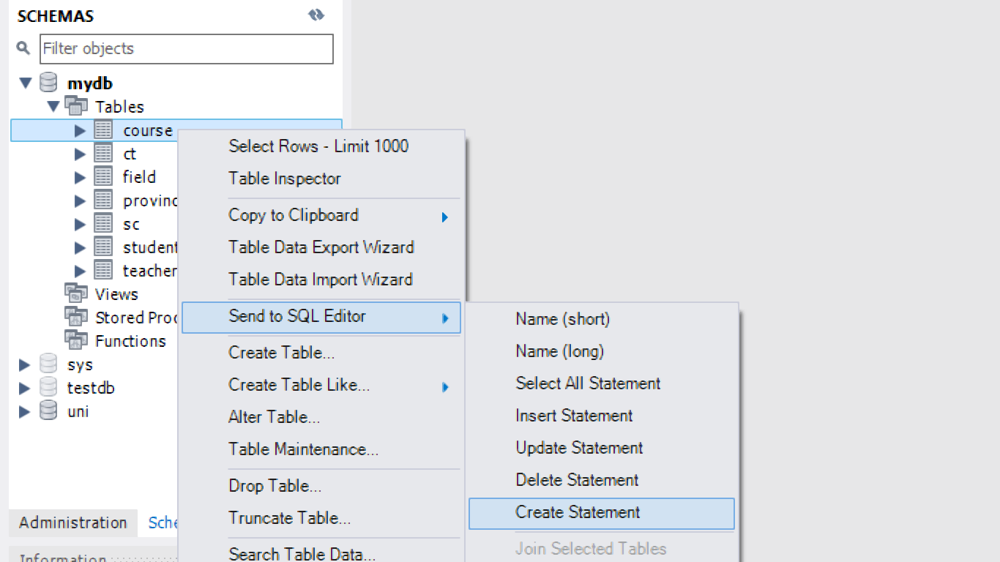 SCHEMAS
Filter objects
mydb
Tables
course
ct
field
provinc
sc
student
teacher
Views
Stored Proc
Functions
sys
testdb
uni
Administration
Sche
Information
Select Rows - Limit 1000
Table Inspector
Copy to Clipboard
Table Data Export Wizard
Table Data Import Wizard
Send to SQL Editor
Create Table...
Create Table Like...
Alter Table...
Table Maintenance...
Drop Table...
Truncate Table...
Search Table Data...
Name (short)
Name (long)
Select All Statement
Insert Statement
Update Statement
Delete Statement
Create Statement
Join Selected Tables